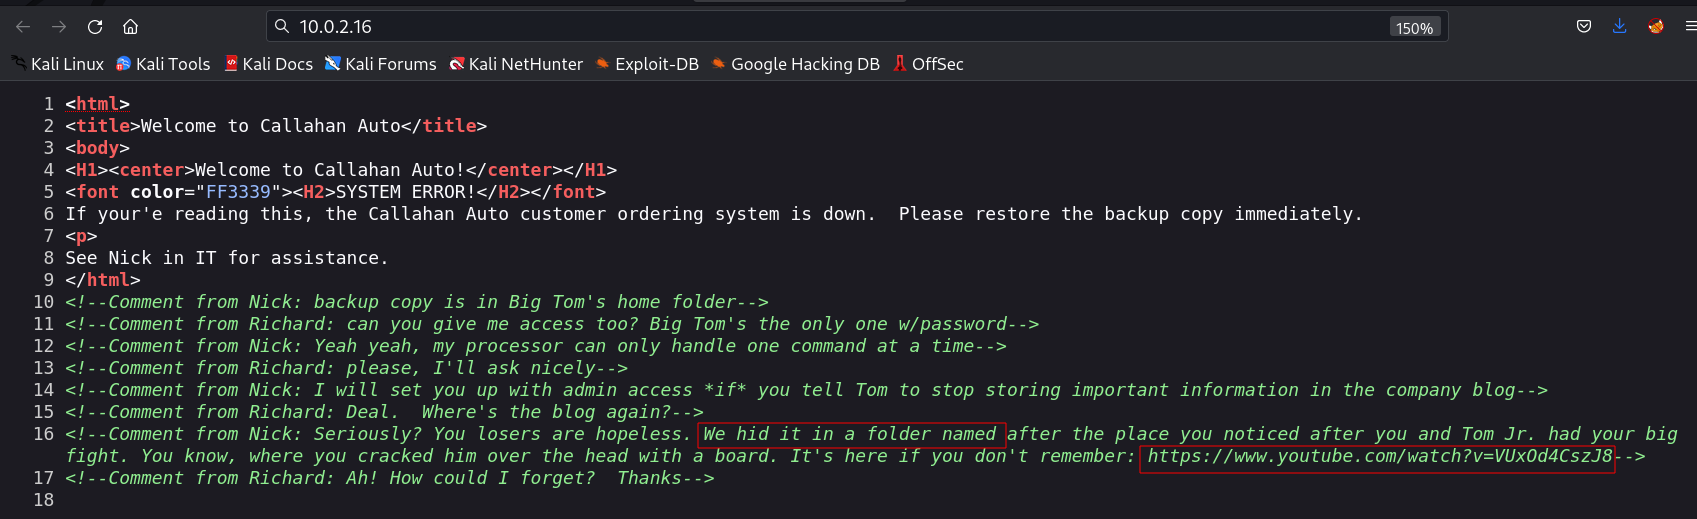 10.0.2.16
150%
Kali Linux Kali Tools Kali Docs Kali Forums Kali NetHunter Exploit-DB Google Hacking DB OffSec
1 <html>
2 <title>Welcome to Callahan Auto</title>
3 <body>
4 <H1><center>Welcome to Callahan Auto!</center></H1>
5 <font color="FF3339"><H2>SYSTEM ERROR!</H2></font>
6 If your'e reading this, the Callahan Auto customer ordering system is down.  Please restore the backup copy immediately.
7 <p>
8 See Nick in IT for assistance.
9 </html>
10 <!--Comment from Nick: backup copy is in Big Tom's home folder-->
11 <!--Comment from Richard: can you give me access too? Big Tom's the only one w/password-->
12 <!--Comment from Nick: Yeah yeah, my processor can only handle one command at a time-->
13 <!--Comment from Richard: please, I'll ask nicely-->
14 <!--Comment from Nick: I will set you up with admin access *if* you tell Tom to stop storing important information in the company blog-->
15 <!--Comment from Richard: Deal.  Where's the blog again?-->
16 <!--Comment from Nick: Seriously? You losers are hopeless. We hid it in a folder named after the place you noticed after you and Tom Jr. had your big
fight. You know, where you cracked him over the head with a board. It's here if you don't remember: https://www.youtube.com/watch?v=VUxOd4CszJ8-->
17 <!--Comment from Richard: Ah! How could I forget?  Thanks-->
18